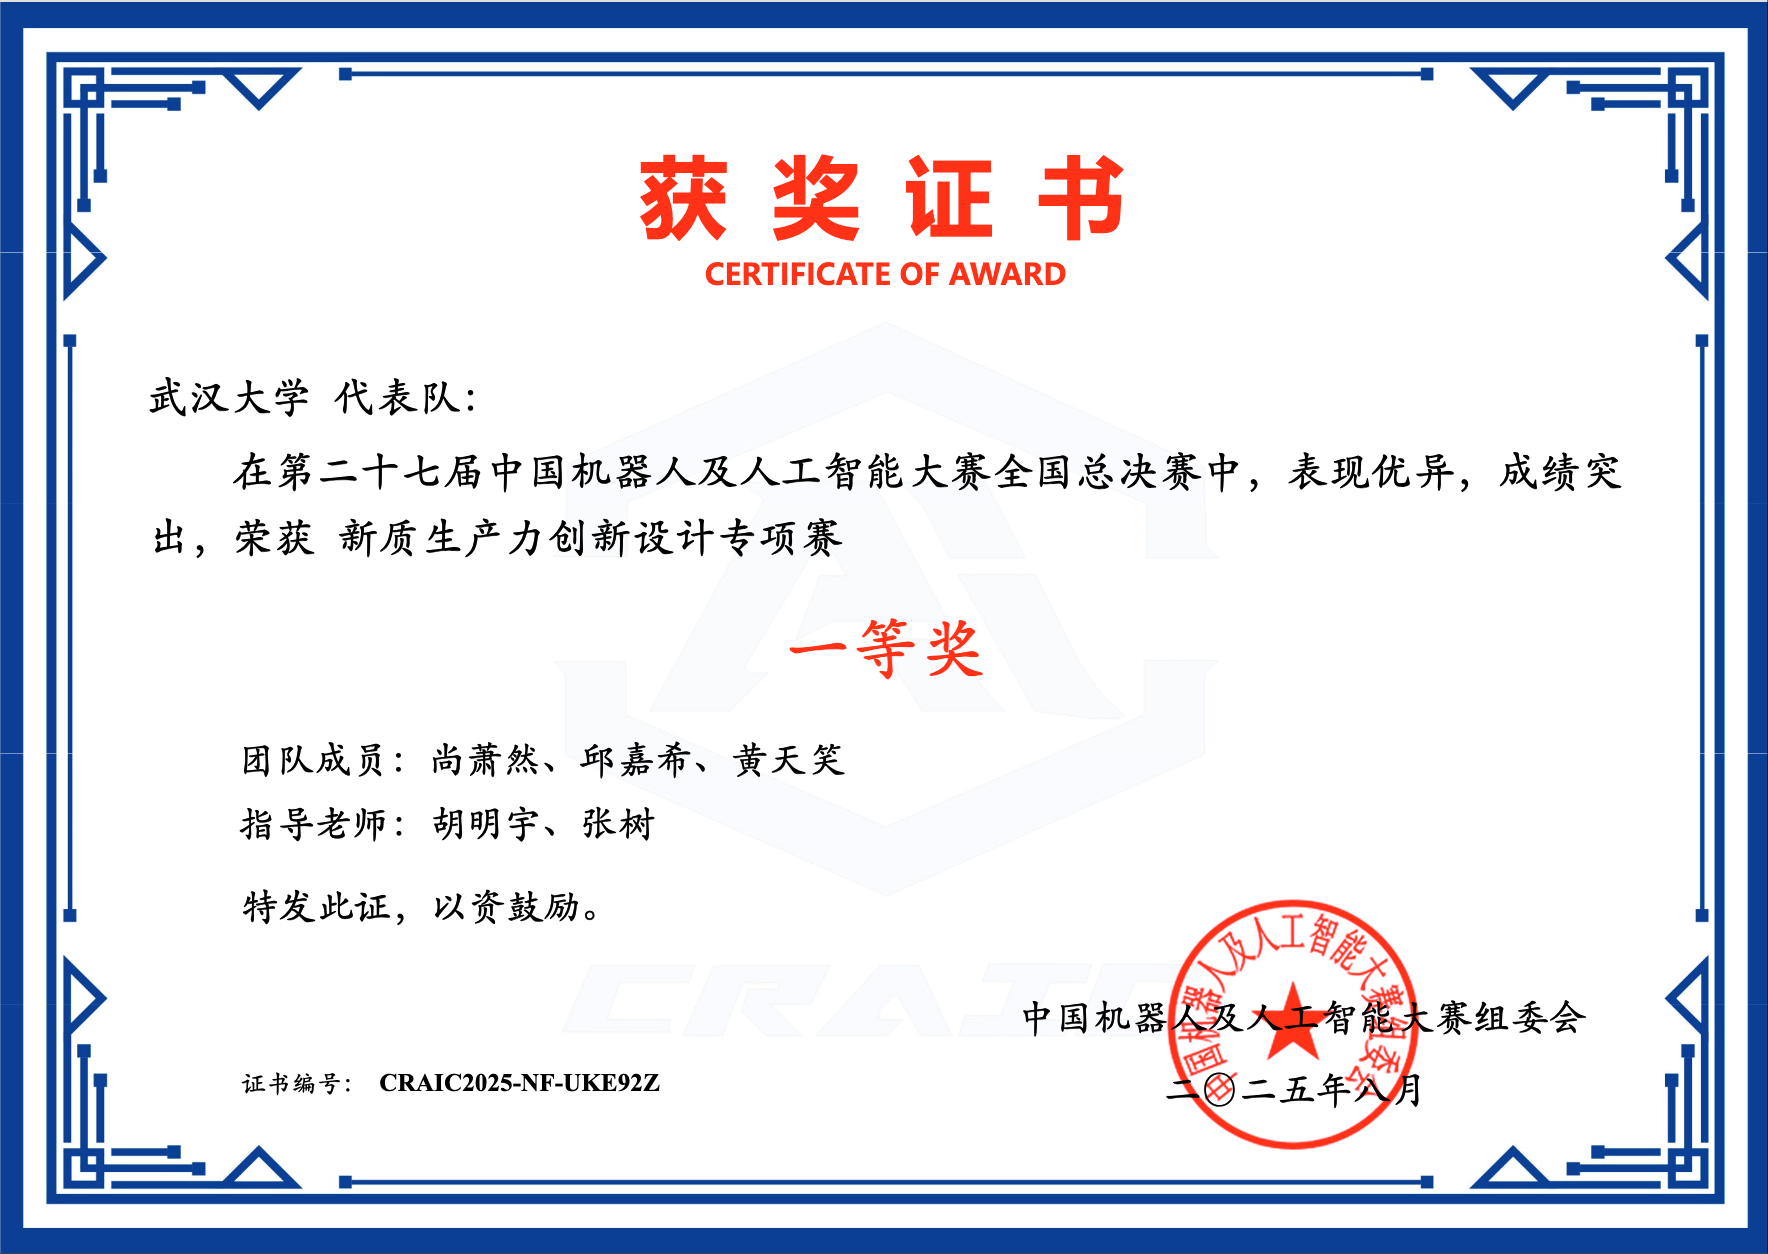 获奖证书
CERTIFICATE OF AWARD
武汉大学 代表队：
在第二十七届中国机器人及人工智能大赛全国总决赛中，表现优异，成绩突
出，荣获 新质生产力创新设计专项赛
一等奖
团队成员：尚萧然、邱嘉希、黄天笑
指导老师：胡明宇、张树
特发此证，以资鼓励。
CRAIC
中国机器人及人工智能大赛组委会
中国机器人及人工智能大赛组委会
证书编号： CRAIC2025-NF-UKE92Z
二〇二五年八月